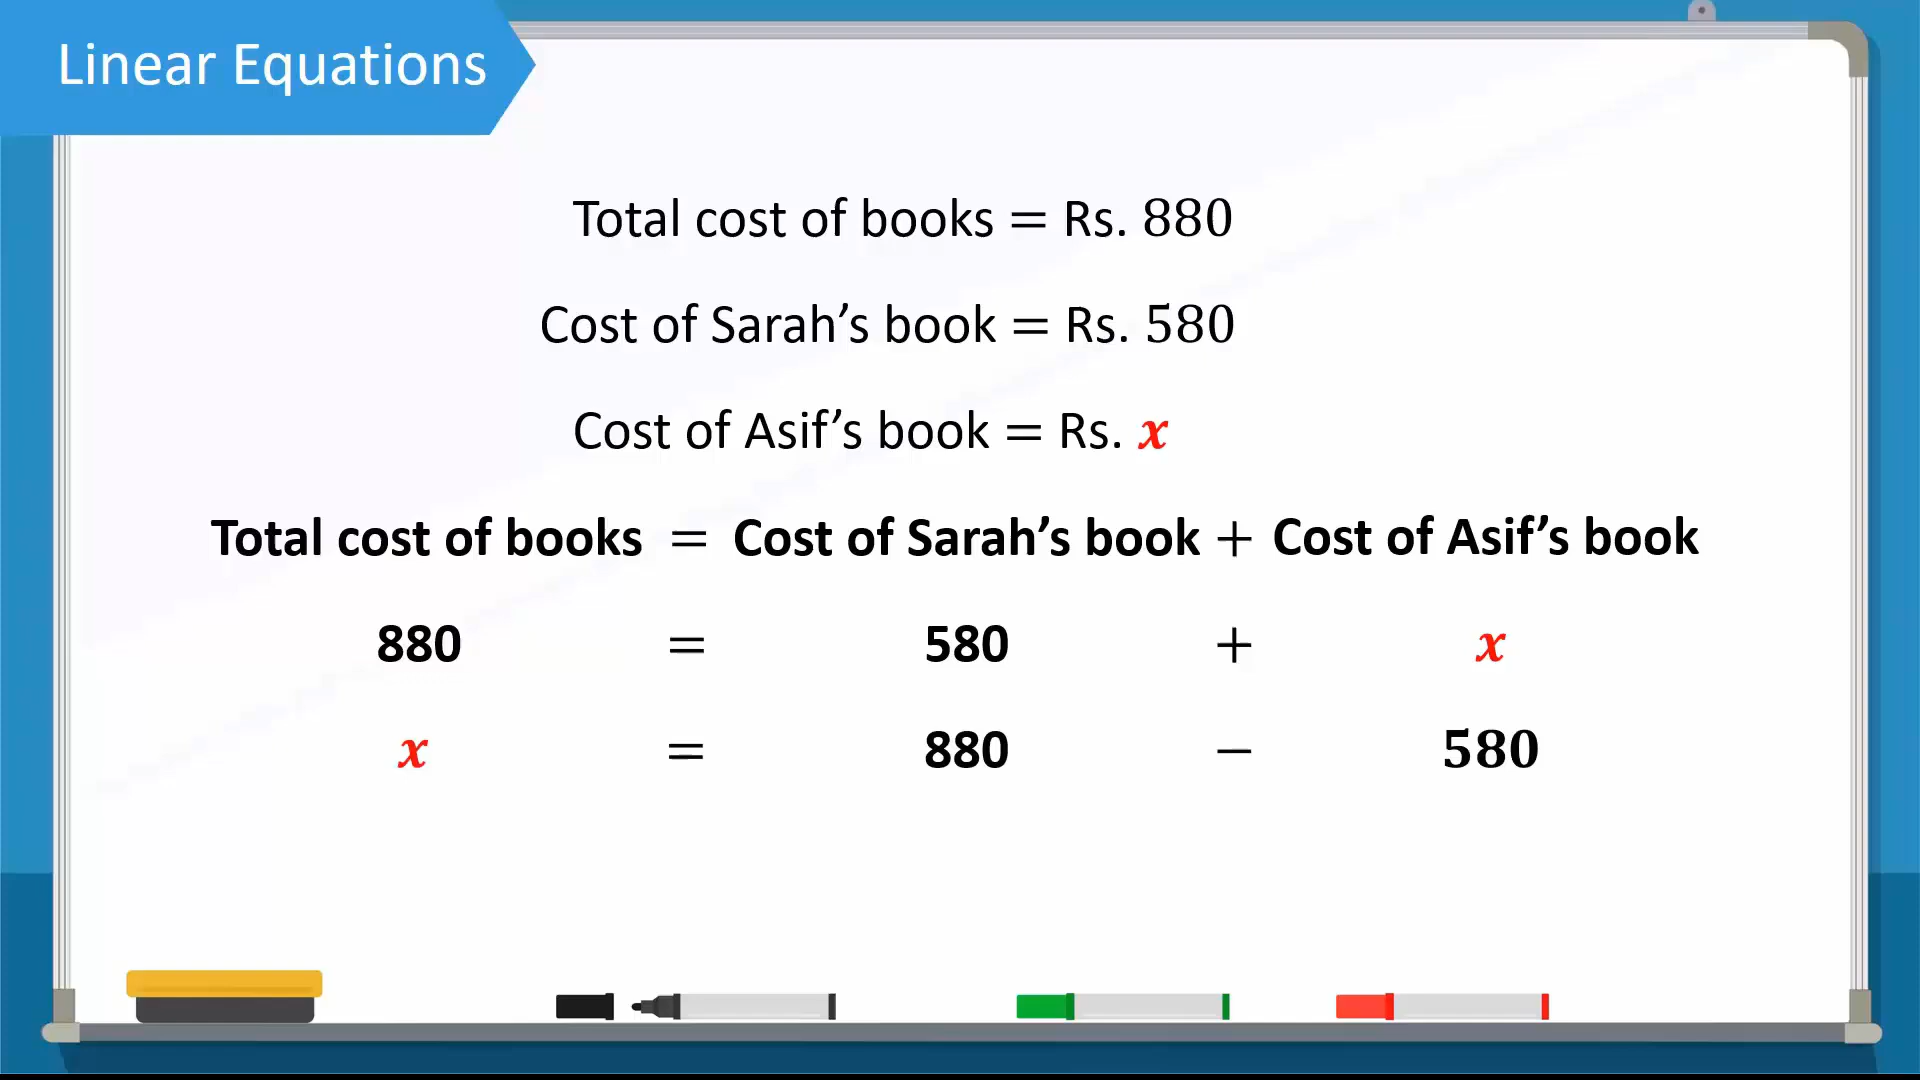 Linear Equations
Total cost of books = Rs. 880
Cost of Sarah’s book = Rs. 580
Cost of Asif’s book = Rs. x
Total cost of books = Cost of Sarah’s book + Cost of Asif’s book
880 = 580 + x
x = 880 − 580